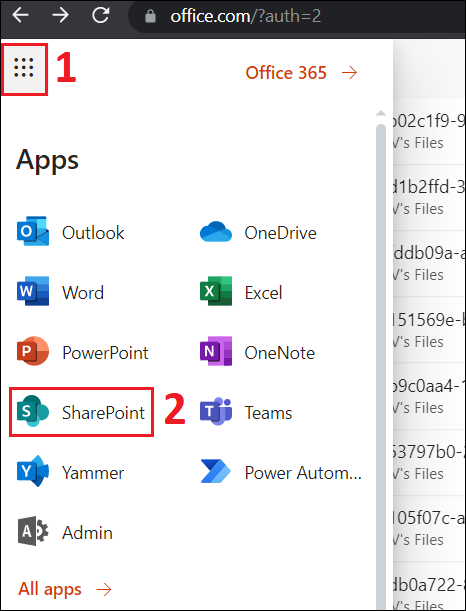 office.com/?auth=2
1
Office 365 →
Apps
Outlook
OneDrive
Word
Excel
PowerPoint
OneNote
SharePoint 2
Teams
Yammer
Power Autom...
Admin
All apps →
b02c1f9-9
V's Files
d1b2ffd-3
V's Files
ddb09a-a
V's Files
151569e-b
V's Files
b9c0aa4-1
V's Files
53797b0-2
V's Files
105f07c-a
V's Files
db0a722-8
V's Files